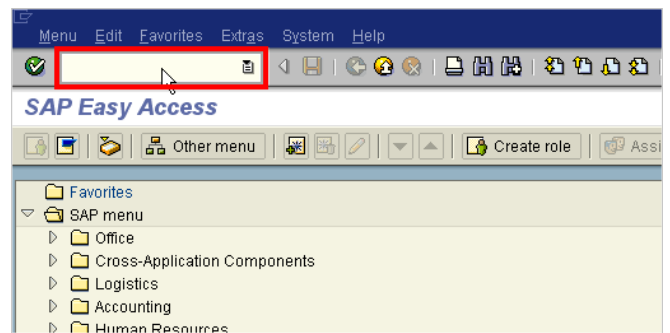 Menu Edit Favorites Extras System Help
SAP Easy Access
Other menu Create role Assi
Favorites
SAP menu
Office
Cross-Application Components
Logistics
Accounting
Human Resources